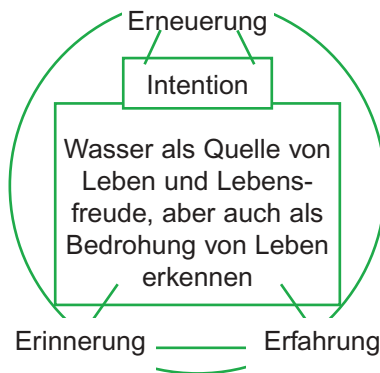 Erneuerung
Intention
Wasser als Quelle von
Leben und Lebens-
freude, aber auch als
Bedrohung von Leben
erkennen
Erinnerung
Erfahrung